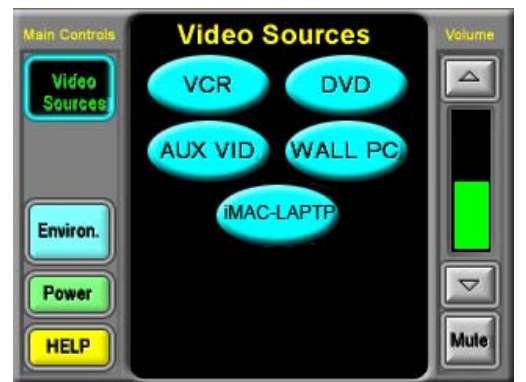 Main Controls
Video
Sources
Environ.
Power
HELP
Video Sources
VCR
DVD
AUX VID
WALL PC
iMAC-LAPTP
Volume
Mute